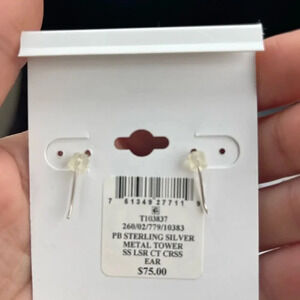 7 61349 27711 9
T103837
260/02/779/10383
PB STERLING SILVER
METAL TOWER
SS LSR CT CRSS
EAR
$75.00